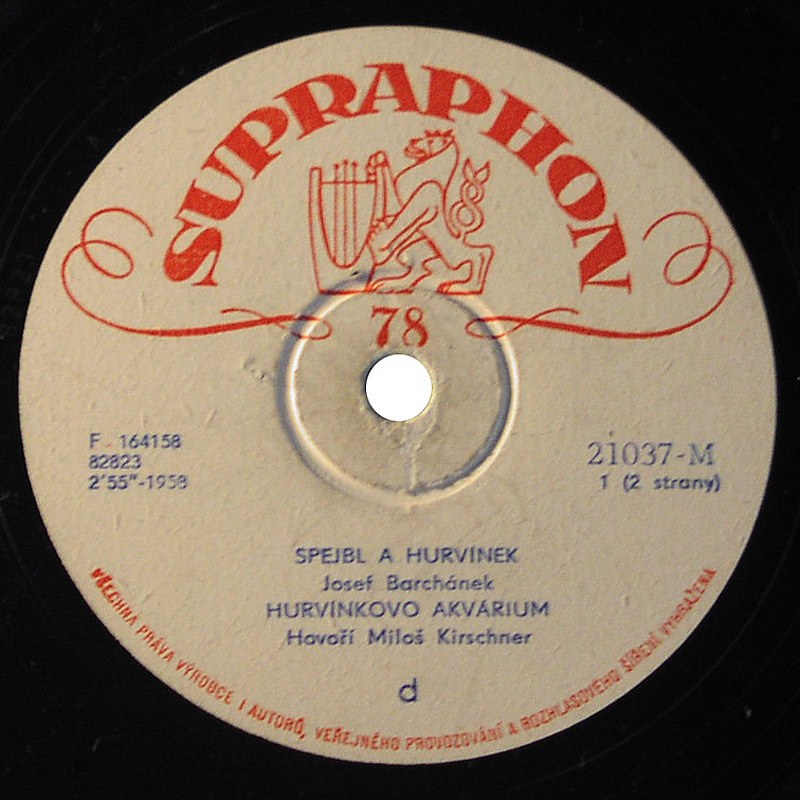 SUPRAPHON
78
F. 164158
82823
2'55"-1958
21037-M
1 (2 strany)
SPEJBL A HURVÍNEK
Josef Barchánek
HURVÍNKOVO AKVÁRIUM
Hovoří Miloš Kirschner
d
VŠECHNA PRÁVA VÝROBCE I AUTORŮ, VEŘEJNÉHO PROVOZOVÁNÍ A ROZHLASOVÉHO ŠÍŘENÍ VYHRAŽENA